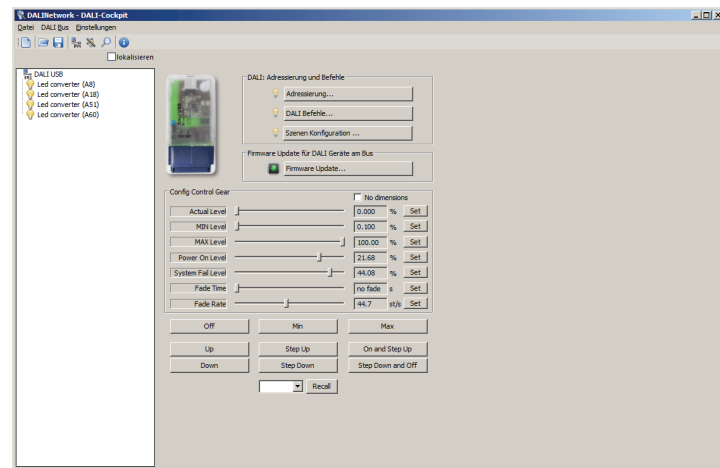 DALINetwork - DALI-Cockpit
Datei DALI Bus Einstellungen
lokalisieren
DALI USB
Led converter (A8)
Led converter (A18)
Led converter (A51)
Led converter (A60)
DALI USB
DALI: Adressierung und Befehle
Adressierung...
DALI Befehle...
Szenen Konfiguration ...
Firmware Update für DALI Geräte am Bus
Firmware Update...
Config Control Gear
No dimensions
Actual Level 0.000 % Set
MIN Level 0.100 % Set
MAX Level 100.00 % Set
Power On Level 21.68 % Set
System Fail Level 44.08 % Set
Fade Time no fade s Set
Fade Rate 44.7 st/s Set
Off Min Max
Up Step Up On and Step Up
Down Step Down Step Down and Off
Recall